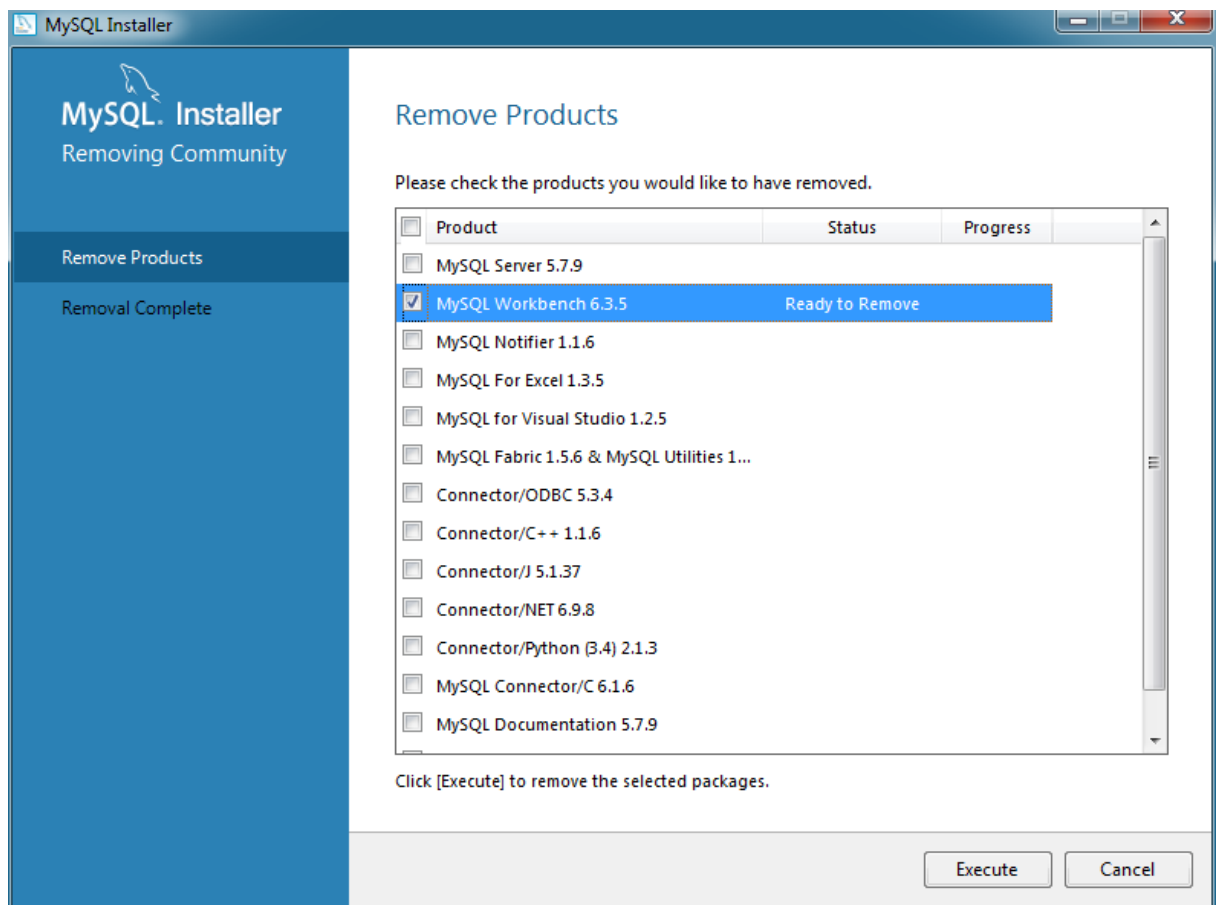 MySQL Installer
MySQL. Installer
Removing Community
Remove Products
Removal Complete
Remove Products
Please check the products you would like to have removed.
Product Status Progress
MySQL Server 5.7.9
MySQL Workbench 6.3.5 Ready to Remove
MySQL Notifier 1.1.6
MySQL For Excel 1.3.5
MySQL for Visual Studio 1.2.5
MySQL Fabric 1.5.6 & MySQL Utilities 1...
Connector/ODBC 5.3.4
Connector/C++ 1.1.6
Connector/J 5.1.37
Connector/NET 6.9.8
Connector/Python (3.4) 2.1.3
MySQL Connector/C 6.1.6
MySQL Documentation 5.7.9
Click [Execute] to remove the selected packages.
Execute Cancel